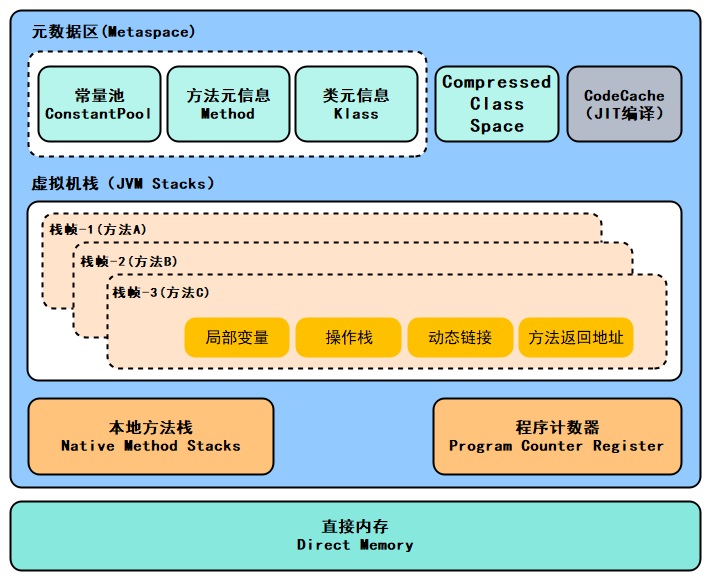 元数据区(Metaspace)
常量池
ConstantPool
方法元信息
Method
类元信息
Klass
Compressed
Class
Space
CodeCache
（JIT编译）
虚拟机栈（JVM Stacks）
栈帧-1(方法A)
栈帧-2(方法B)
栈帧-3(方法C)
局部变量
操作栈
动态链接
方法返回地址
本地方法栈
Native Method Stacks
程序计数器
Program Counter Register
直接内存
Direct Memory